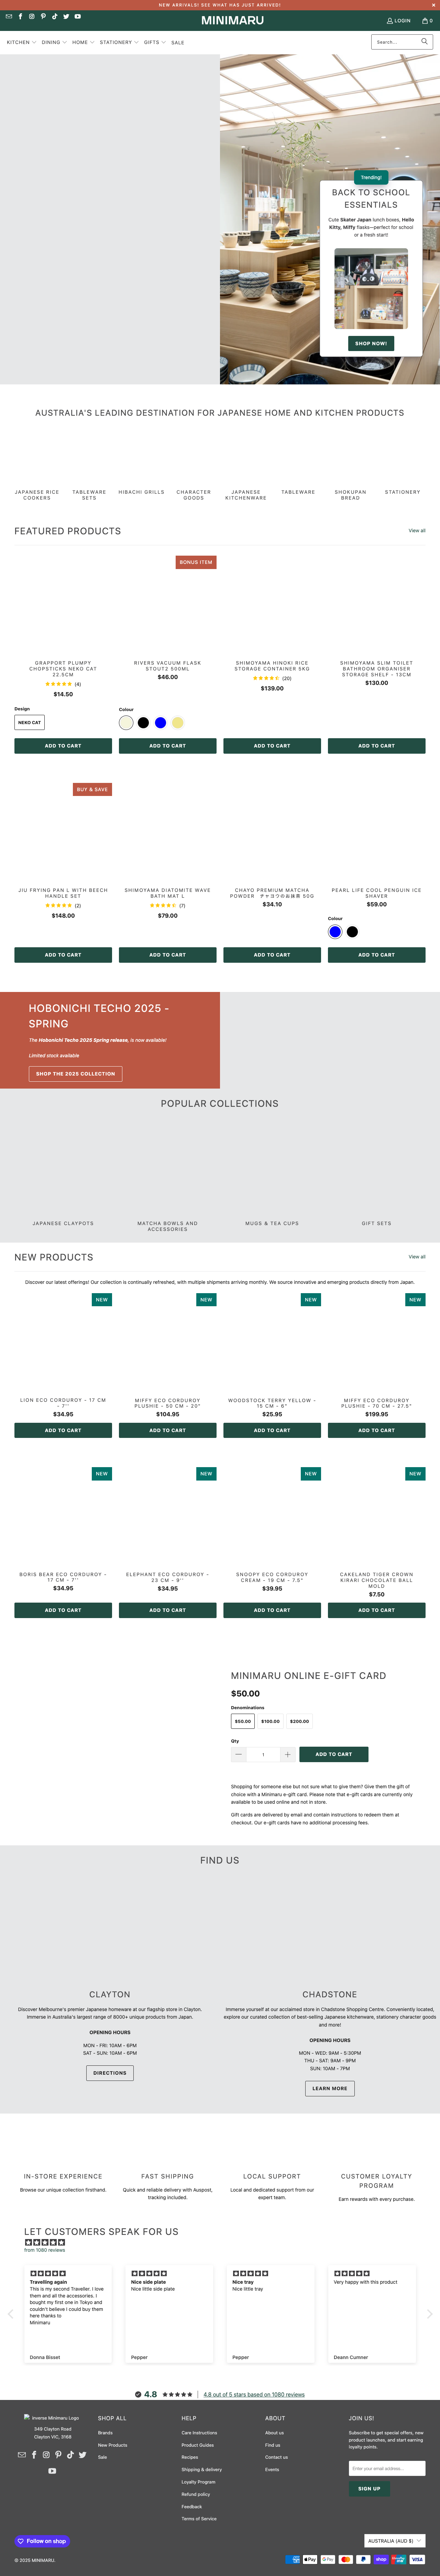 NEW ARRIVALS! SEE WHAT JUST ARRIVED!
MINIMARU
LOGIN
0
KITCHEN
DINING
HOME
STATIONERY
GIFTS
SALE
Search...
Trending!
BACK TO SCHOOL
ESSENTIALS
Cute Skater Japan lunch boxes, Hello
Kitty, Miffy flasks—perfect for school
or a fresh start!
SHOP NOW!
AUSTRALIA'S LEADING DESTINATION FOR JAPANESE HOME AND KITCHEN PRODUCTS
JAPANESE RICE
COOKERS
TABLEWARE
SETS
HIBACHI GRILLS
CHARACTER
GOODS
JAPANESE
KITCHENWARE
TABLEWARE
SHOKUPAN
BREAD
STATIONERY
FEATURED PRODUCTS
View all
GRAPPORT PLUMPY
CHOPSTICKS NEKO CAT
22.5CM
(4)
$14.50
Design
NEKO CAT
ADD TO CART
BONUS ITEM
RIVERS VACUUM FLASK
STOUT2 500ML
$46.00
Colour
ADD TO CART
SHIMOYAMA HINOKI RICE
STORAGE CONTAINER 5KG
(20)
$139.00
ADD TO CART
SHIMOYAMA SLIM TOILET
BATHROOM ORGANISER
STORAGE SHELF - 13CM
$130.00
ADD TO CART
BUY & SAVE
JIU FRYING PAN L WITH BEECH
HANDLE SET
(2)
$148.00
ADD TO CART
SHIMOYAMA DIATOMITE WAVE
BATH MAT L
(7)
$79.00
ADD TO CART
CHAYO PREMIUM MATCHA
POWDER チャヨウのお抹茶 50G
$34.10
ADD TO CART
PEARL LIFE COOL PENGUIN ICE
SHAVER
$59.00
Colour
ADD TO CART
HOBONICHI TECHO 2025 -
SPRING
The Hobonichi Techo 2025 Spring release, is now available!
Limited stock available
SHOP THE 2025 COLLECTION
POPULAR COLLECTIONS
JAPANESE CLAYPOTS
MATCHA BOWLS AND
ACCESSORIES
MUGS & TEA CUPS
GIFT SETS
NEW PRODUCTS
View all
Discover our latest offerings! Our collection is continually refreshed, with multiple shipments arriving monthly. We source innovative and emerging products directly from Japan.
NEW
LION ECO CORDUROY - 17 CM
- 7''
$34.95
ADD TO CART
NEW
MIFFY ECO CORDUROY
PLUSHIE - 50 CM - 20"
$104.95
ADD TO CART
NEW
WOODSTOCK TERRY YELLOW -
15 CM - 6"
$25.95
ADD TO CART
NEW
MIFFY ECO CORDUROY
PLUSHIE - 70 CM - 27.5"
$199.95
ADD TO CART
NEW
BORIS BEAR ECO CORDUROY -
17 CM - 7''
$34.95
ADD TO CART
NEW
ELEPHANT ECO CORDUROY -
23 CM - 9''
$34.95
ADD TO CART
NEW
SNOOPY ECO CORDUROY
CREAM - 19 CM - 7.5"
$39.95
ADD TO CART
NEW
CAKELAND TIGER CROWN
KIRARI CHOCOLATE BALL
MOLD
$7.50
ADD TO CART
MINIMARU ONLINE E-GIFT CARD
$50.00
Denominations
$50.00
$100.00
$200.00
Qty
1
ADD TO CART
Shopping for someone else but not sure what to give them? Give them the gift of
choice with a Minimaru e-gift card. Please note that e-gift cards are currently only
available to be used online and not in store.
Gift cards are delivered by email and contain instructions to redeem them at
checkout. Our e-gift cards have no additional processing fees.
FIND US
CLAYTON
Discover Melbourne's premier Japanese homeware at our flagship store in Clayton.
Immerse in Australia's largest range of 8000+ unique products from Japan.
OPENING HOURS
MON - FRI: 10AM - 6PM
SAT - SUN: 10AM - 6PM
DIRECTIONS
CHADSTONE
Immerse yourself at our acclaimed store in Chadstone Shopping Centre. Conveniently located,
explore our curated collection of best-selling Japanese homeware, stationery character goods
and more!
OPENING HOURS
MON - WED: 9AM - 5:30PM
THU - SAT: 9AM - 9PM
SUN: 10AM - 7PM
LEARN MORE
IN-STORE EXPERIENCE
Browse our unique collection firsthand.
FAST SHIPPING
Quick and reliable delivery with Auspost,
tracking included.
LOCAL SUPPORT
Local and dedicated support from our
expert team.
CUSTOMER LOYALTY
PROGRAM
Earn rewards with every purchase.
LET CUSTOMERS SPEAK FOR US
from 1080 reviews
Travelling again
This is my second Traveller. I love
them and all the accessories. I
bought my first one in Tokyo and
couldn't believe I could buy them
here thanks to
Minimaru
Donna Bisset
Nice side plate
Nice little side plate
Pepper
Nice tray
Nice little tray
Pepper
Very happy with this product
Deann Cumner
4.8
4.8 out of 5 stars based on 1080 reviews
Inverse Minimaru Logo
349 Clayton Road
Clayton VIC, 3168
SHOP ALL
Brands
New Products
Sale
HELP
Care Instructions
Product Guides
Recipes
Shipping & delivery
Loyalty Program
Refund policy
Feedback
Terms of Service
ABOUT
About us
Find us
Contact us
Events
JOIN US!
Subscribe to get special offers, new
product announcements, and earning
loyalty points.
Enter your email address...
SIGN UP
Follow on shop
AUSTRALIA (AUD $)
© 2025 MINIMARU.